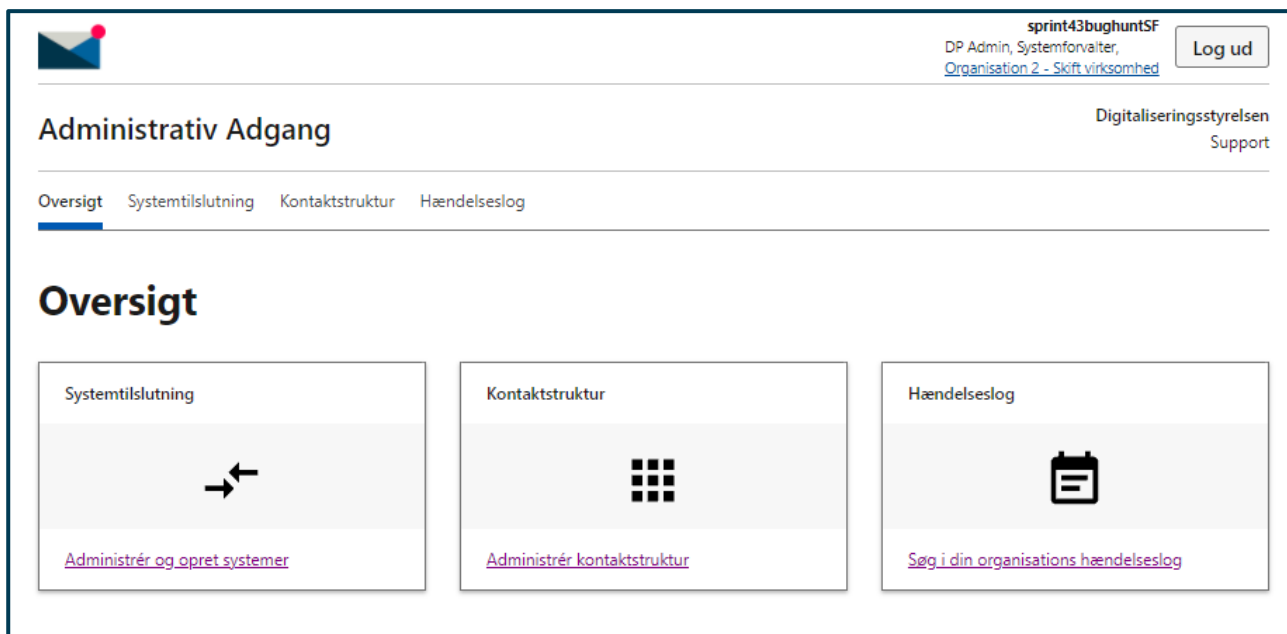 sprint43bughuntSF
DP Admin, Systemforvalter,
Organisation 2 - Skift virksomhed
Log ud
Administrativ Adgang
Digitaliseringsstyrelsen
Support
Oversigt Systemtilslutning Kontaktstruktur Hændelseslog
Oversigt
Systemtilslutning
Administrér og opret systemer
Kontaktstruktur
Administrér kontaktstruktur
Hændelseslog
Søg i din organisations hændelseslog